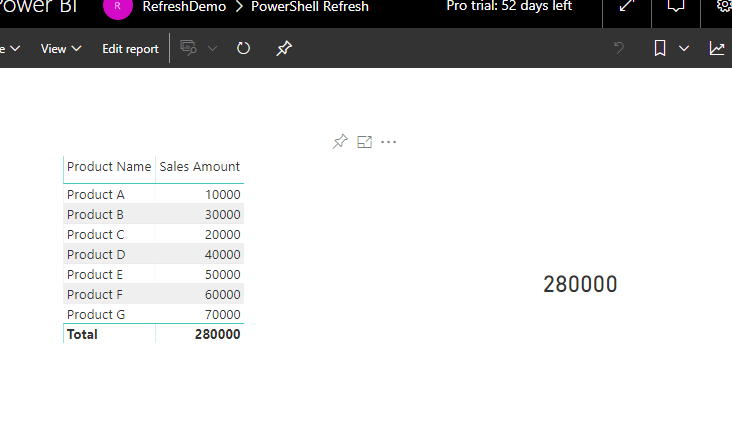 ower BI R RefreshDemo > PowerShell Refresh Pro trial: 52 days left
e View Edit report
Product Name Sales Amount
Product A 10000
Product B 30000
Product C 20000
Product D 40000
Product E 50000
Product F 60000
Product G 70000
Total 280000
280000